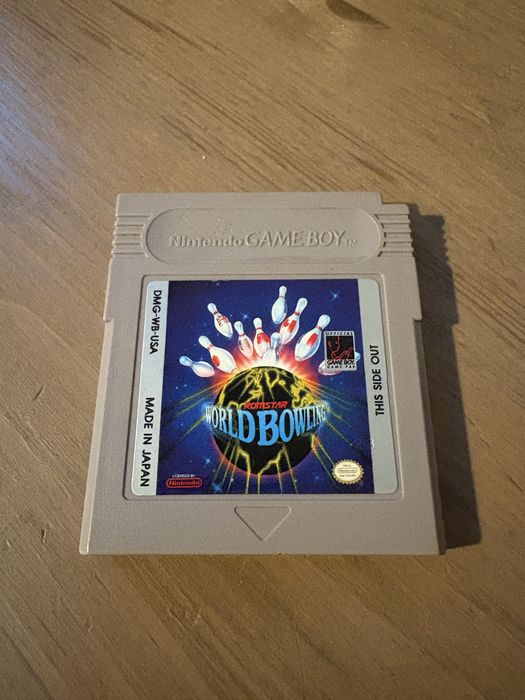 Nintendo GAME BOY TM
DMG-WB-USA
MADE IN JAPAN
OFFICIAL
GAME BOY
GAME PAK
THIS SIDE OUT
ROMSTAR
WORLD BOWLING
LICENSED BY
Nintendo
Nintendo